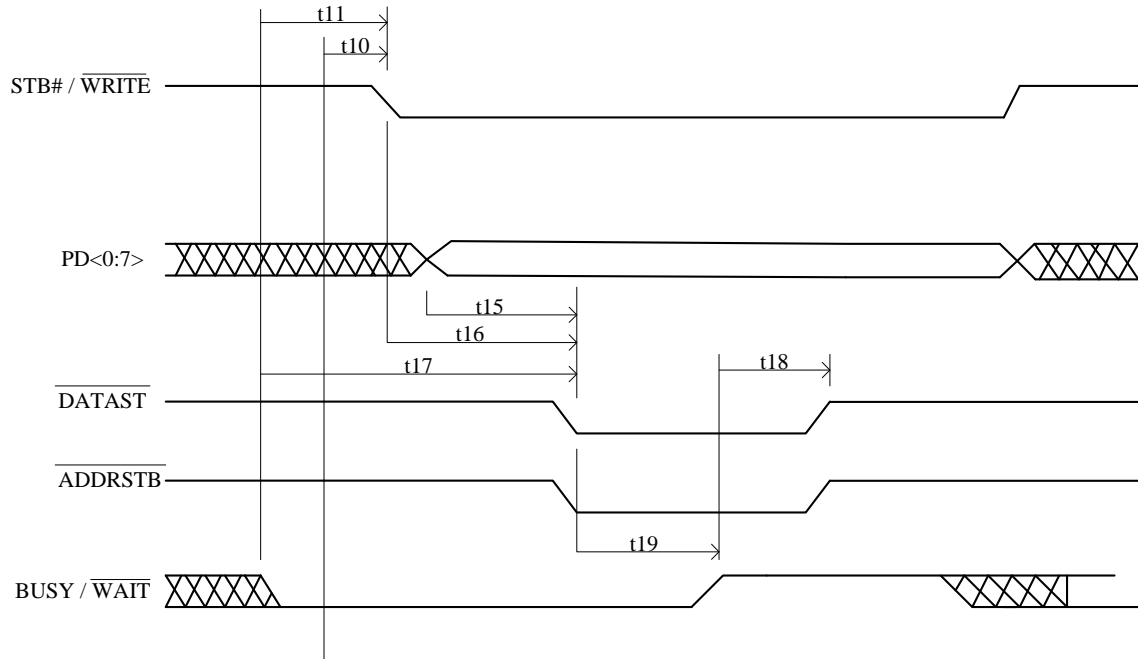 t11
t10
STB# / WRITE
PD<0:7>
t15
t16
t17
t18
DATAST
ADDRSTB
t19
BUSY / WAIT